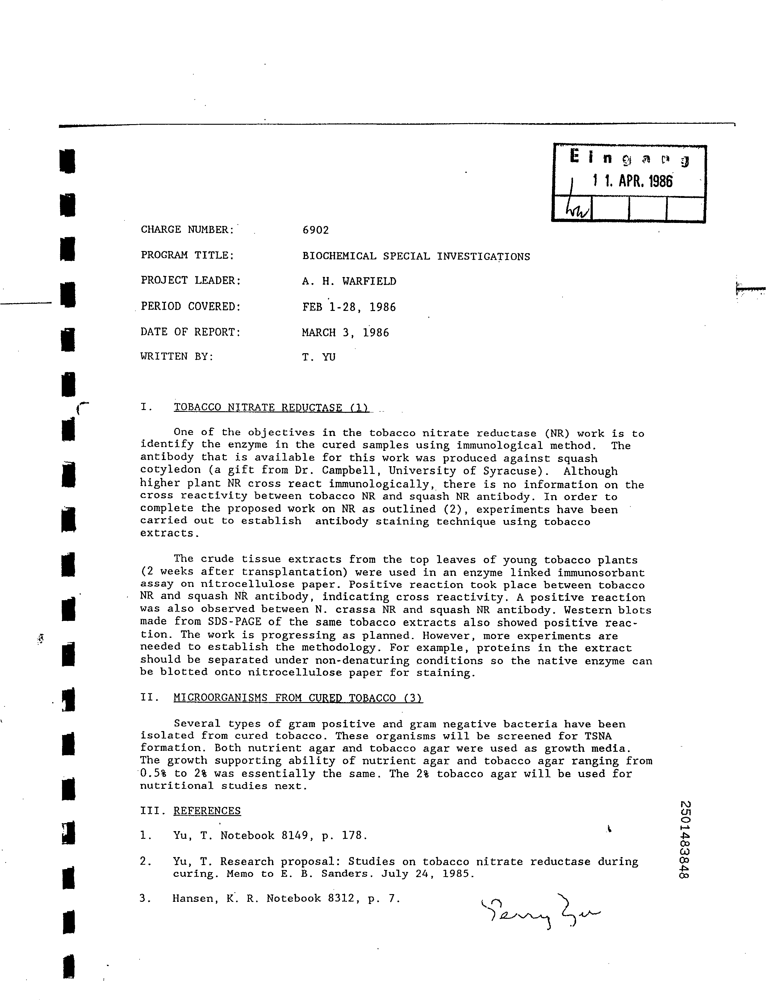 Eingang
11. APR. 1986
CHARGE NUMBER: 6902
PROGRAM TITLE: BIOCHEMICAL SPECIAL INVESTIGATIONS
PROJECT LEADER: A. H. WARFIELD
PERIOD COVERED: FEB 1-28, 1986
DATE OF REPORT: MARCH 3, 1986
WRITTEN BY: T. YU
I. TOBACCO NITRATE REDUCTASE (1)
One of the objectives in the tobacco nitrate reductase (NR) work is to
identify the enzyme in the cured samples using immunological method. The
antibody that is available for this work was produced against squash
cotyledon (a gift from Dr. Campbell, University of Syracuse). Although
higher plant NR cross react immunologically, there is no information on the
cross reactivity between tobacco NR and squash NR antibody. In order to
complete the proposed work on NR as outlined (2), experiments have been
carried out to establish antibody staining technique using tobacco
extracts.
The crude tissue extracts from the top leaves of young tobacco plants
(2 weeks after transplantation) were used in an enzyme linked immunosorbant
assay on nitrocellulose paper. Positive reaction took place between tobacco
NR and squash NR antibody, indicating cross reactivity. A positive reaction
was also observed between N. crassa NR and squash NR antibody. Western blots
made from SDS-PAGE of the same tobacco extracts also showed positive reac-
tion. The work is progressing as planned. However, more experiments are
needed to establish the methodology. For example, proteins in the extract
should be separated under non-denaturing conditions so the native enzyme can
be blotted onto nitrocellulose paper for staining.
II. MICROORGANISMS FROM CURED TOBACCO (3)
Several types of gram positive and gram negative bacteria have been
isolated from cured tobacco. These organisms will be screened for TSNA
formation. Both nutrient agar and tobacco agar were used as growth media.
The growth supporting ability of nutrient agar and tobacco agar ranging from
0.5% to 2% was essentially the same. The 2% tobacco agar will be used for
nutritional studies next.
III. REFERENCES
1. Yu, T. Notebook 8149, p. 178.
2. Yu, T. Research proposal: Studies on tobacco nitrate reductase during
curing. Memo to E. B. Sanders. July 24, 1985.
3. Hansen, K. R. Notebook 8312, p. 7.
2501483848